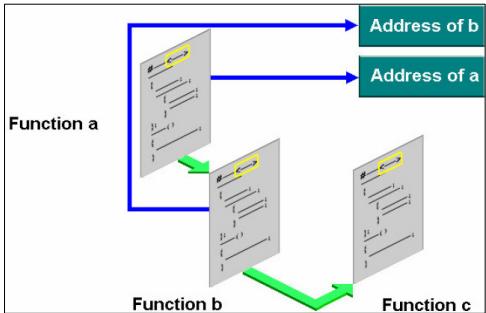 Address of b
Address of a
Function a
Function b
Function c